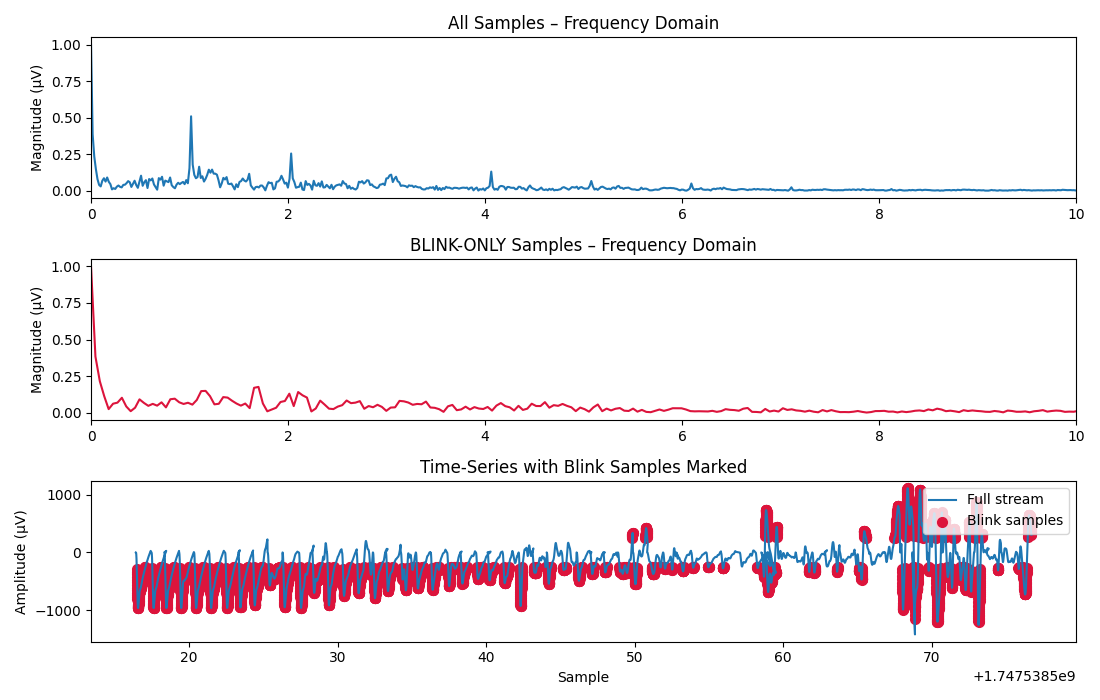 All Samples – Frequency Domain
Magnitude (µV)
1.00
0.75
0.50
0.25
0.00
0 2 4 6 8 10
BLINK-ONLY Samples – Frequency Domain
Magnitude (µV)
1.00
0.75
0.50
0.25
0.00
0 2 4 6 8 10
Time-Series with Blink Samples Marked
Amplitude (µV)
1000
0
−1000
Full stream
Blink samples
20 30 40 50 60 70
Sample
+1.7475385e9